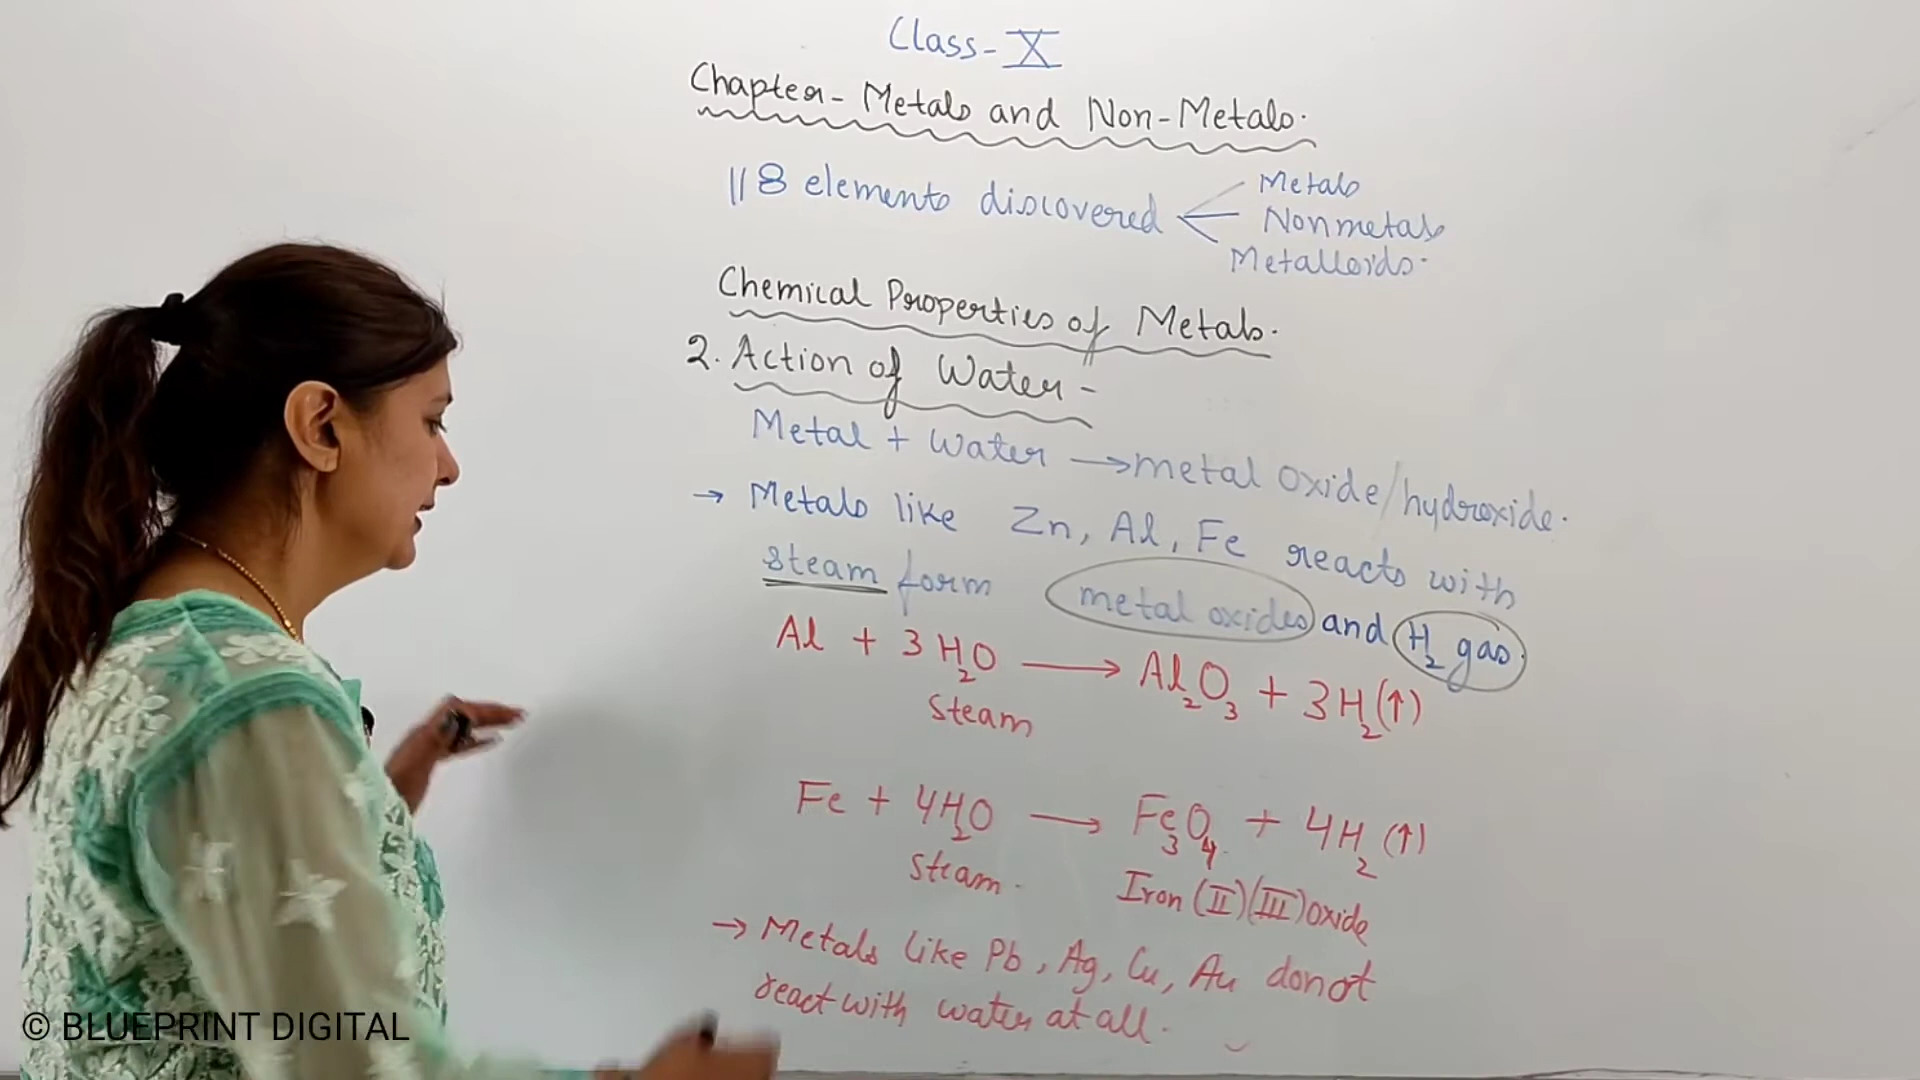 Class-X
Chapter- Metals and Non-Metals.
118 elements discovered
Metals
Nonmetals
Metalloids.
Chemical Properties of Metals.
2. Action of Water -
Metal + Water → metal oxide/hydroxide.
→ Metals like Zn, Al, Fe reacts with
steam form metal oxides and H₂ gas.
Al + 3H₂O → Al₂O₃ + 3H₂(↑)
Steam
Fe + 4H₂O → Fe₃O₄ + 4H₂(↑)
Steam.
Iron (II)(III) oxide
→ Metals like Pb, Ag, Cu, Au donot
react with water at all.
© BLUEPRINT DIGITAL